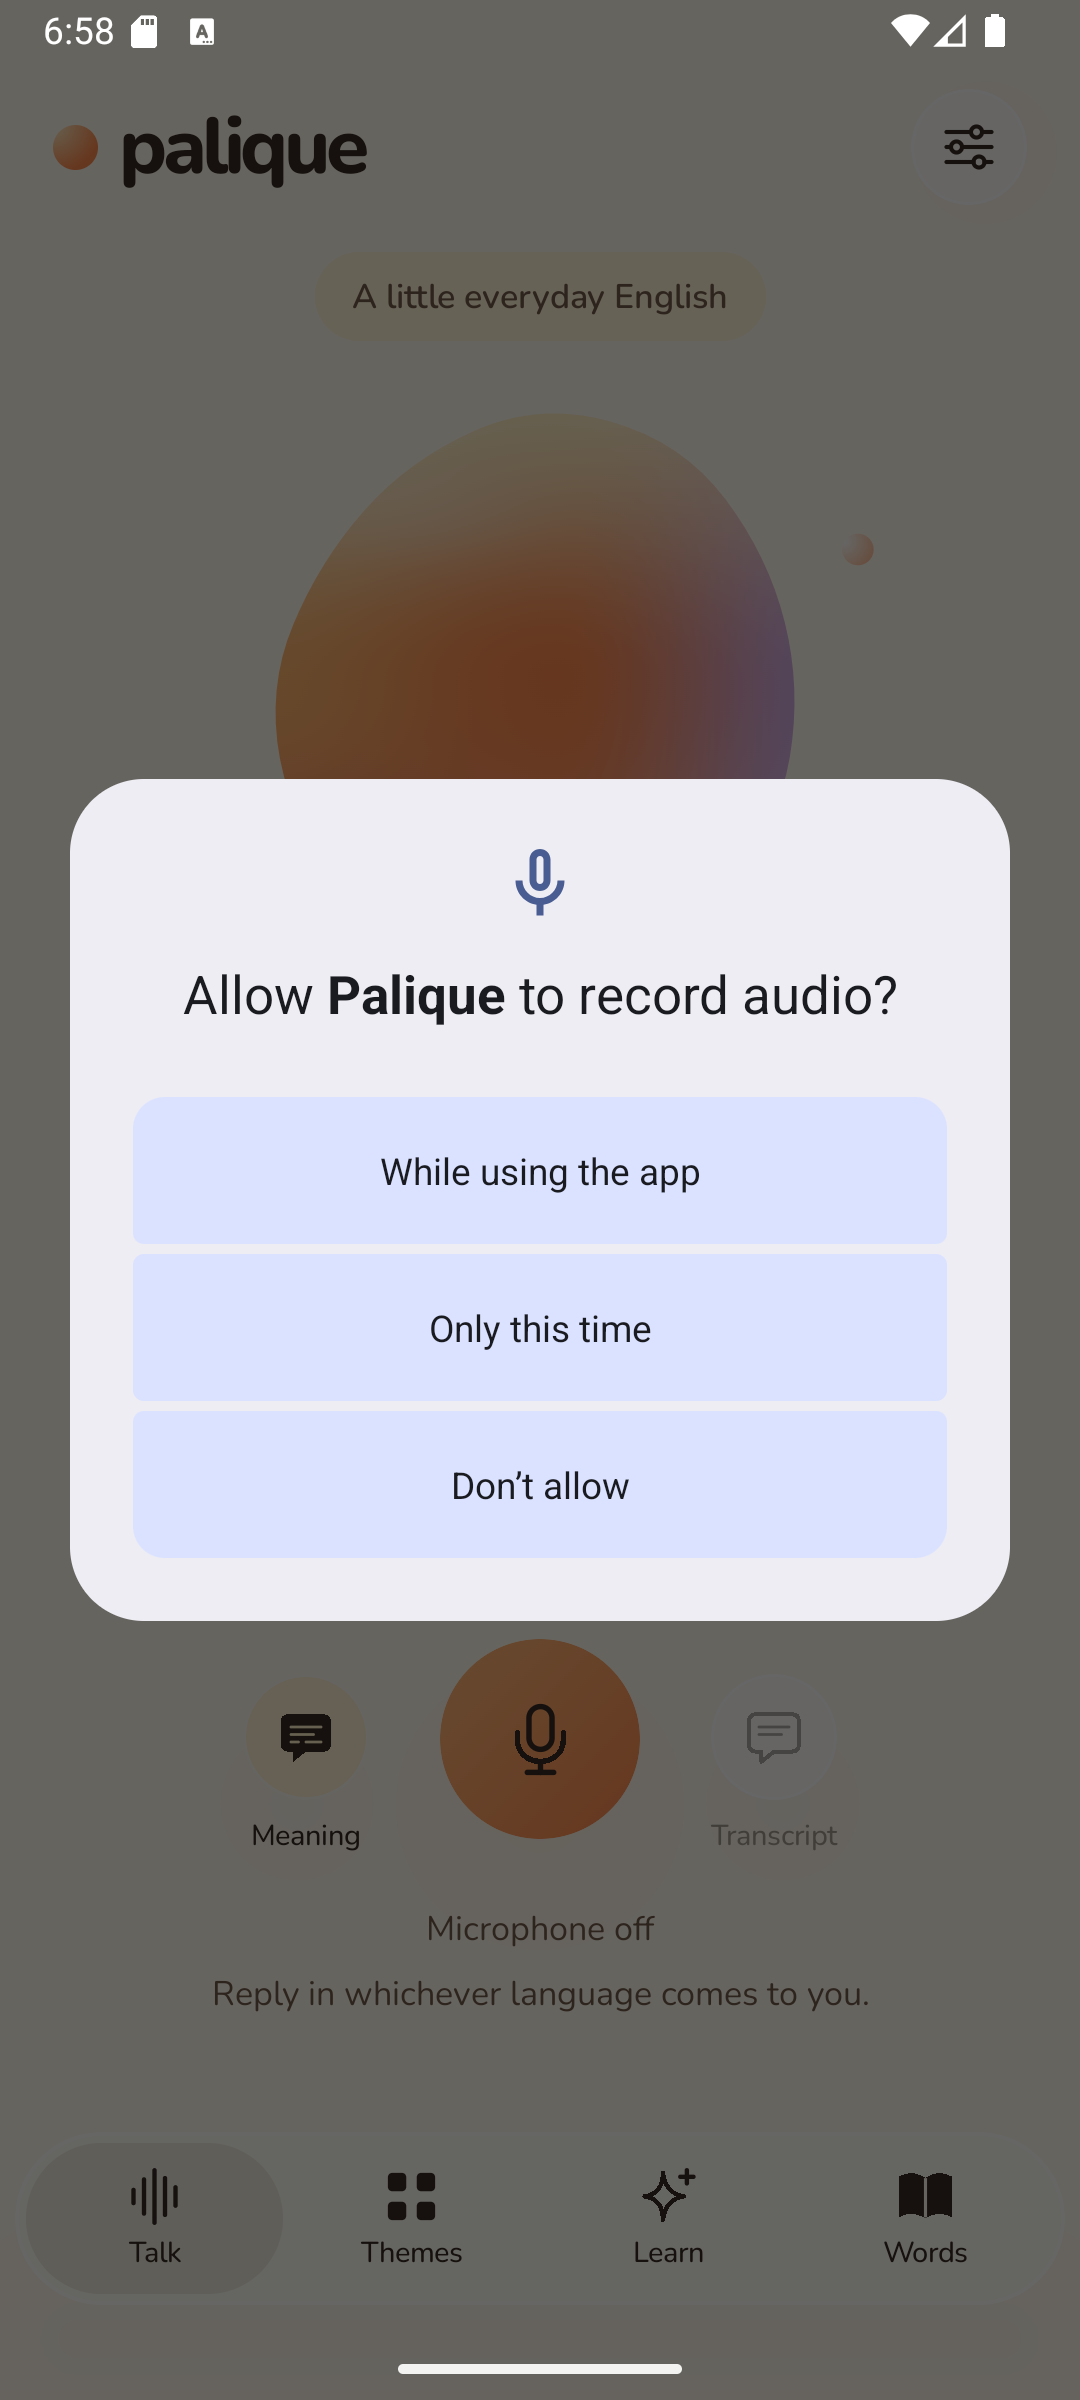 6:58
palique
A little everyday English
Allow Palique to record audio?
While using the app
Only this time
Don’t allow
Meaning
Transcript
Microphone off
Reply in whichever language comes to you.
Talk
Themes
Learn
Words